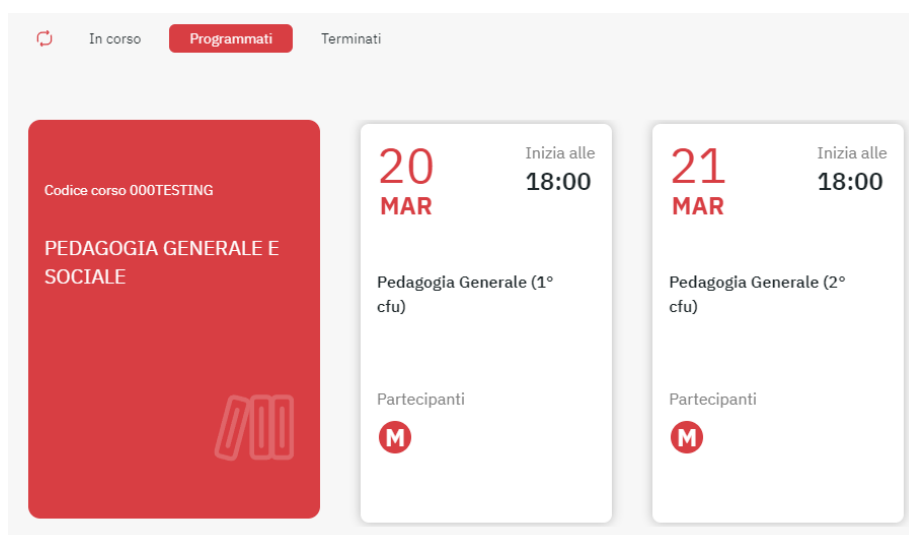 In corso
Programmati
Terminati
Codice corso 000TESTING
PEDAGOGIA GENERALE E
SOCIALE
20
MAR
Inizia alle
18:00
Pedagogia Generale (1°
cfu)
Partecipanti
M
21
MAR
Inizia alle
18:00
Pedagogia Generale (2°
cfu)
Partecipanti
M